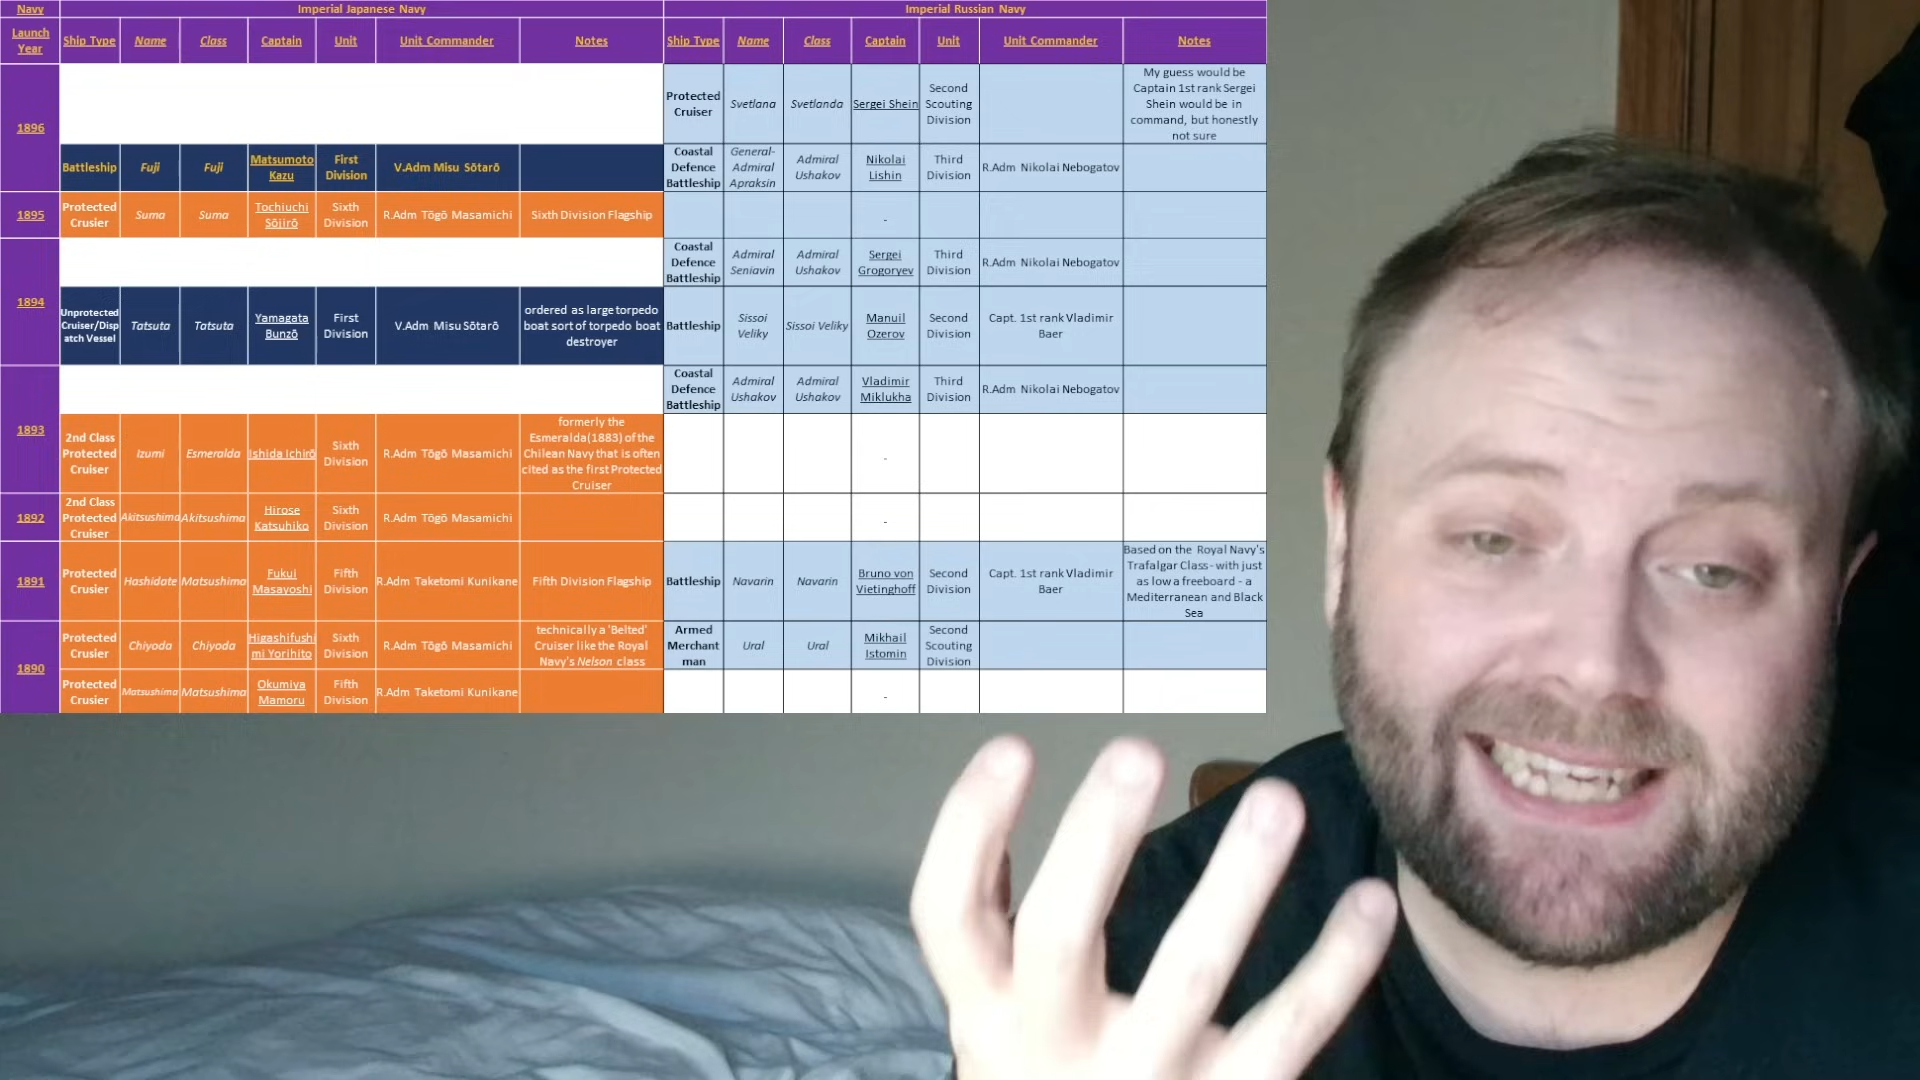 Navy Imperial Japanese Navy Imperial Russian Navy
Launch Year Ship Type Name Class Captain Unit Unit Commander Notes Ship Type Name Class Captain Unit Unit Commander Notes
1896
Protected Cruiser Svetlana Svetlanda Sergei Shein Second Scouting Division My guess would be Captain 1st rank Sergei Shein would be in command, but honestly not sure
Battleship Fuji Fuji Matsumoto Kazu First Division V.Adm Misu Sōtarō Coastal Defence Battleship General-Admiral Apraksin Admiral Ushakov Nikolai Lishin Third Division R.Adm Nikolai Nebogatov
1895 Protected Crusier Suma Suma Tochiuchi Sōjirō Sixth Division R.Adm Tōgō Masamichi Sixth Division Flagship -
1894
Coastal Defence Battleship Admiral Seniavin Admiral Ushakov Sergei Grogoryev Third Division R.Adm Nikolai Nebogatov
Unprotected Cruiser/Disp atch Vessel Tatsuta Tatsuta Yamagata Bunzō First Division V.Adm Misu Sōtarō ordered as large torpedo boat sort of torpedo boat destroyer Battleship Sissoi Veliky Sissoi Veliky Manuil Ozerov Second Division Capt. 1st rank Vladimir Baer
1893
Coastal Defence Battleship Admiral Ushakov Admiral Ushakov Vladimir Miklukha Third Division R.Adm Nikolai Nebogatov
2nd Class Protected Cruiser Izumi Esmeralda Ishida Ichirō Sixth Division R.Adm Tōgō Masamichi formerly the Esmeralda(1883) of the Chilean Navy that is often cited as the first Protected Cruiser -
1892 2nd Class Protected Cruiser Akitsushima Akitsushima Hirose Katsuhiko Sixth Division R.Adm Tōgō Masamichi -
1891 Protected Crusier Hashidate Matsushima Fukui Masayoshi Fifth Division R.Adm Taketomi Kunikane Fifth Division Flagship Battleship Navarin Navarin Bruno von Vietinghoff Second Division Capt. 1st rank Vladimir Baer Based on the Royal Navy's Trafalgar Class - with just as low a freeboard - a Mediterranean and Black Sea
1890
Protected Crusier Chiyoda Chiyoda Higashifushi mi Yorihito Sixth Division R.Adm Tōgō Masamichi technically a 'Belted' Cruiser like the Royal Navy's Nelson class Armed Merchant man Ural Ural Mikhail Istomin Second Scouting Division
Protected Crusier Matsushima Matsushima Okumiya Mamoru Fifth Division R.Adm Taketomi Kunikane -